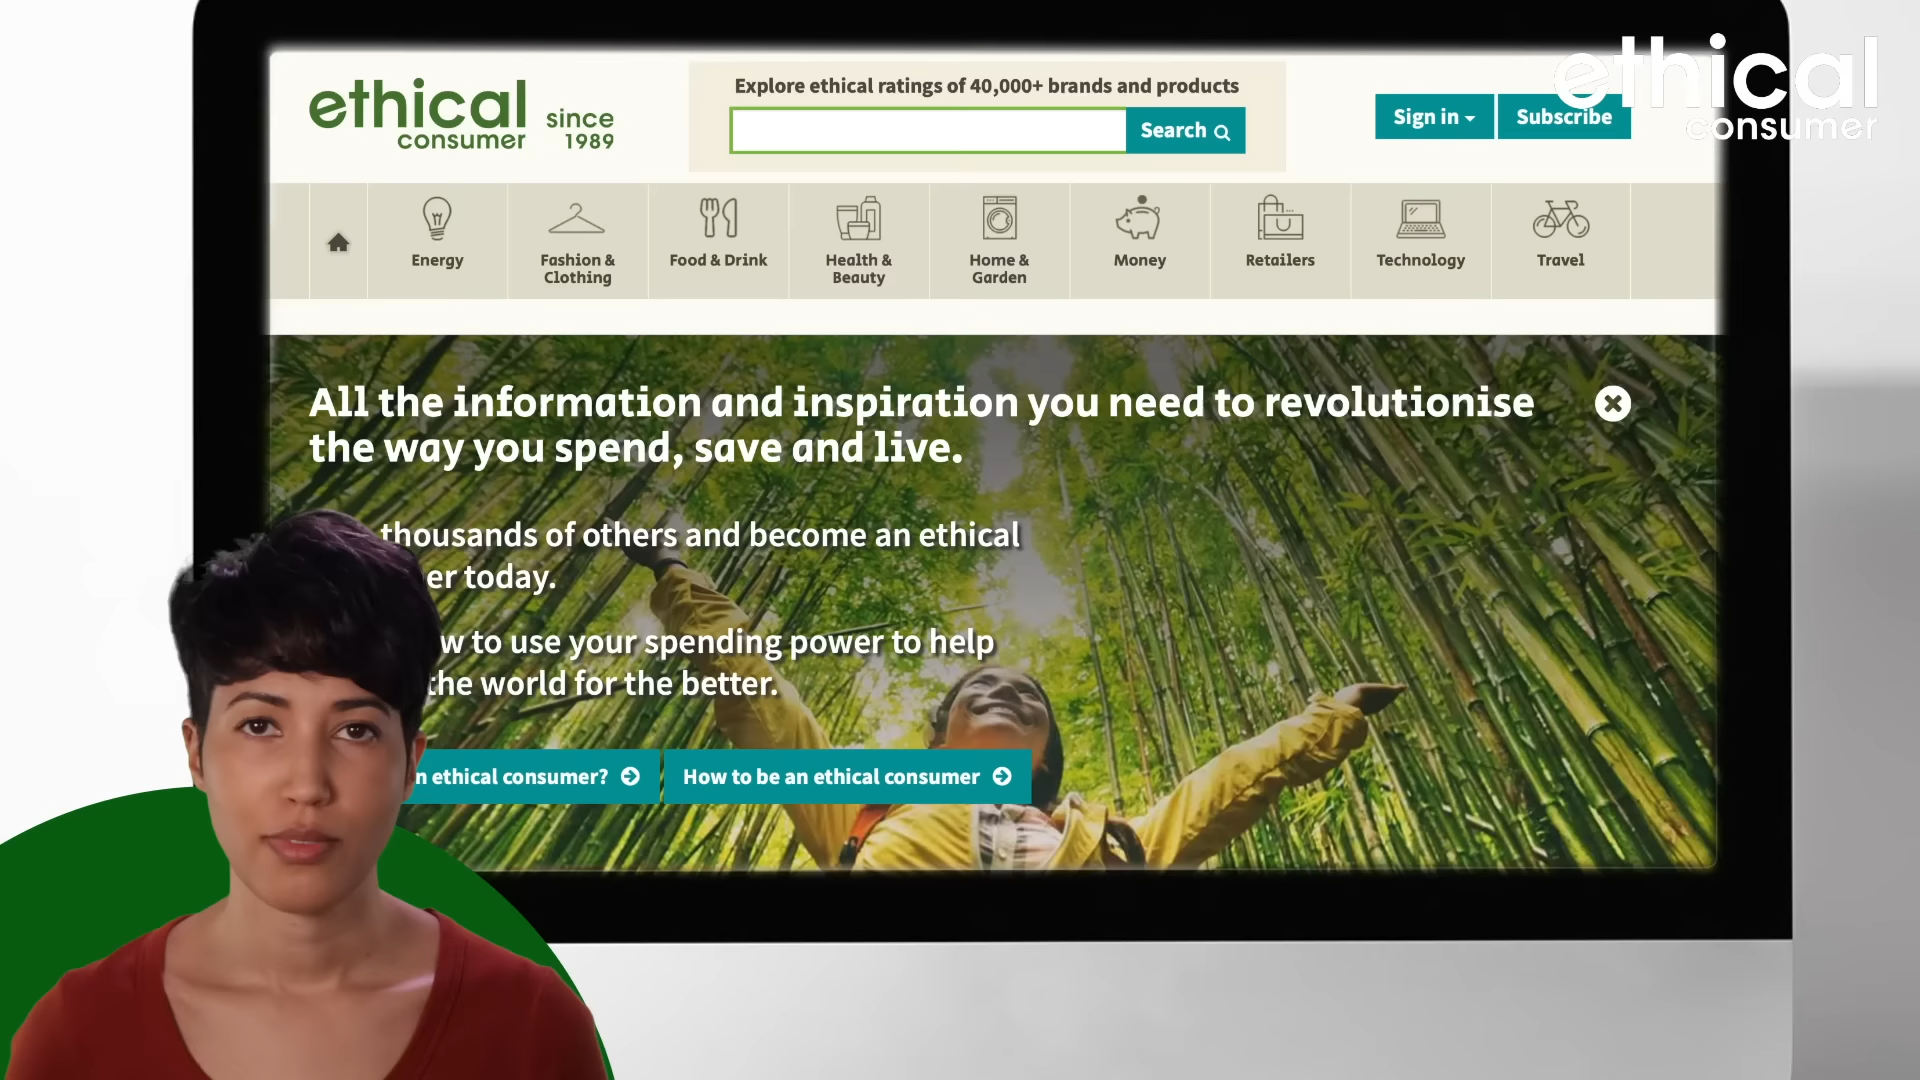 ethical
consumer
since
1989
Explore ethical ratings of 40,000+ brands and products
Search
Sign in
Subscribe
ethical
consumer
Energy
Fashion &
Clothing
Food & Drink
Health &
Beauty
Home &
Garden
Money
Retailers
Technology
Travel
All the information and inspiration you need to revolutionise
the way you spend, save and live.
thousands of others and become an ethical
er today.
w to use your spending power to help
the world for the better.
n ethical consumer?
How to be an ethical consumer